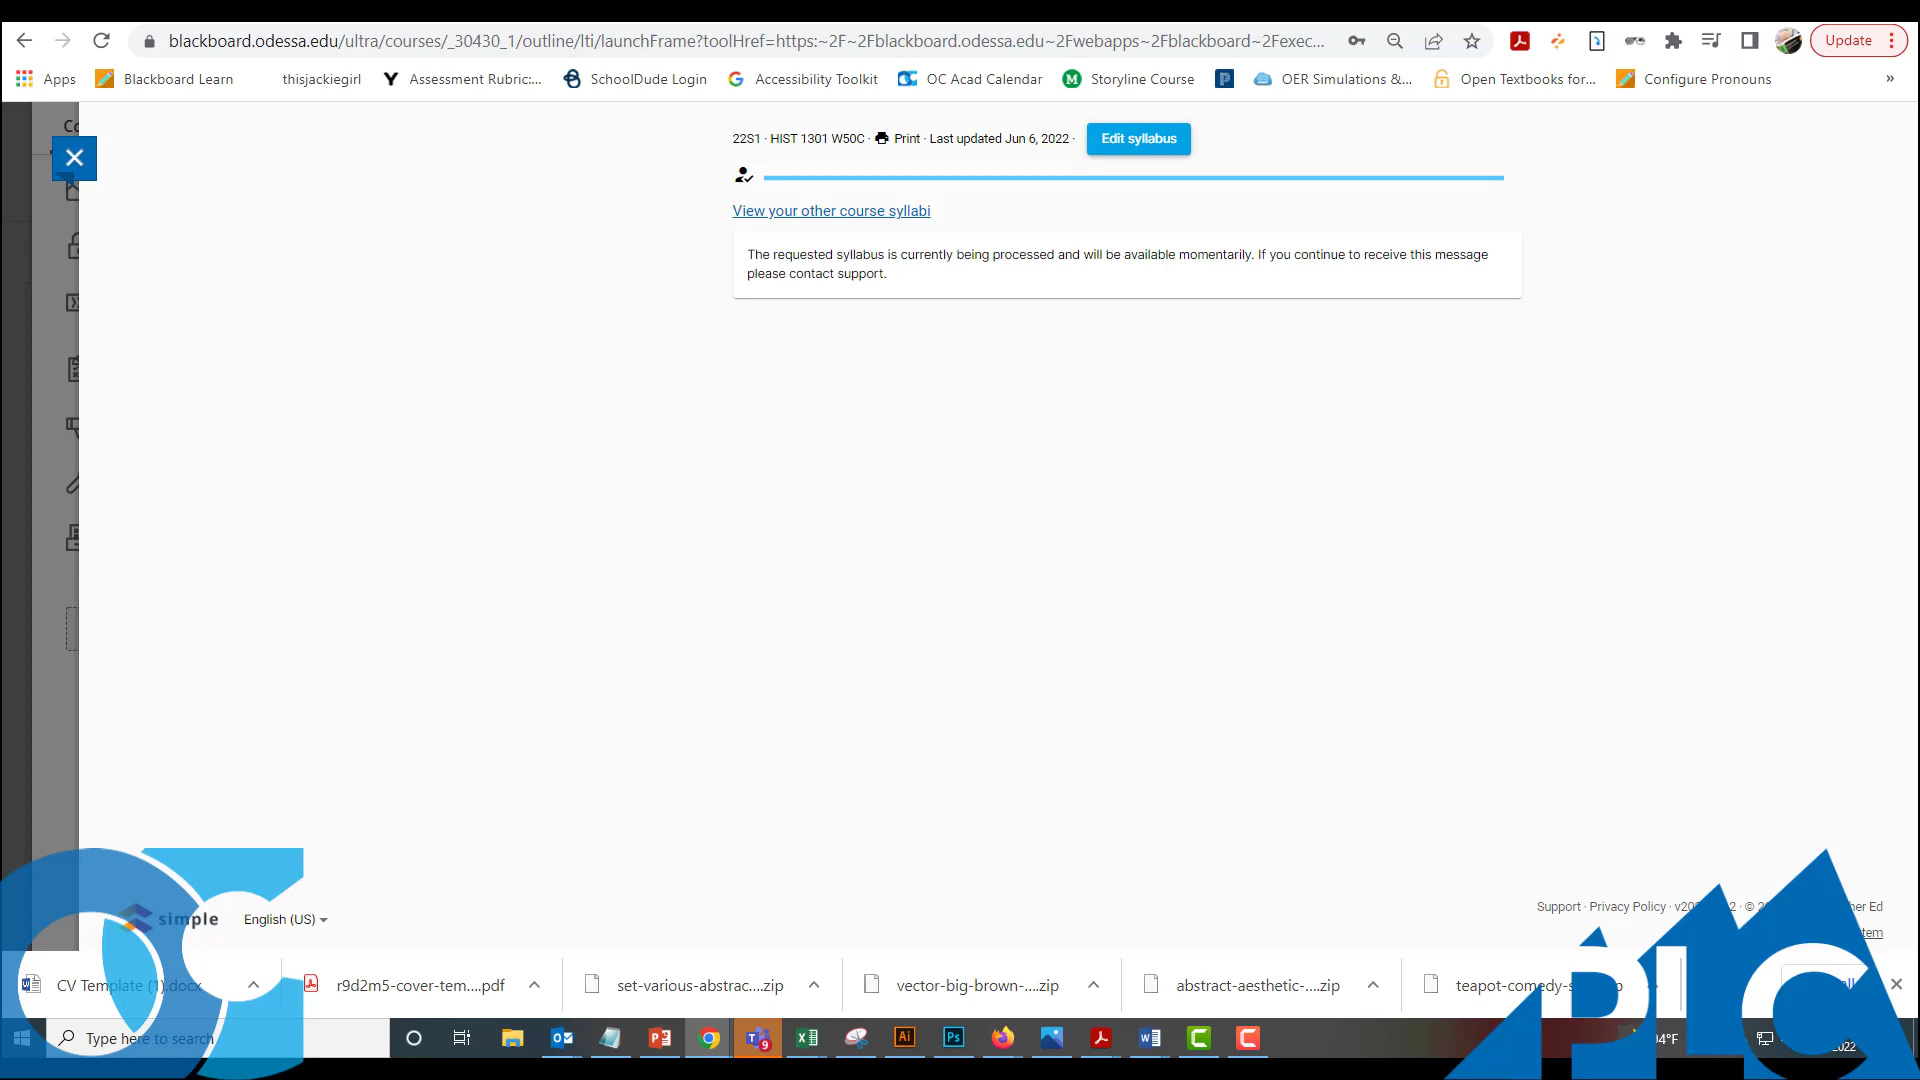 blackboard.odessa.edu/ultra/courses/_30430_1/outline/lti/launchFrame?toolHref=https:~2F~2Fblackboard.odessa.edu~2Fwebapps~2Fblackboard~2Fexec...
Update
Apps
Blackboard Learn
thisjackiegirl
Assessment Rubric:...
SchoolDude Login
Accessibility Toolkit
OC Acad Calendar
Storyline Course
OER Simulations &...
Open Textbooks for...
Configure Pronouns
»
22S1 · HIST 1301 W50C · Print · Last updated Jun 6, 2022 ·
Edit syllabus
View your other course syllabi
The requested syllabus is currently being processed and will be available momentarily. If you continue to receive this message
please contact support.
simple
English (US)
Support · Privacy Policy ·
CV Template (1).docx
r9d2m5-cover-tem....pdf
set-various-abstrac....zip
vector-big-brown-....zip
abstract-aesthetic-....zip
teapot-comedy-
Type here to search
OC
PLC